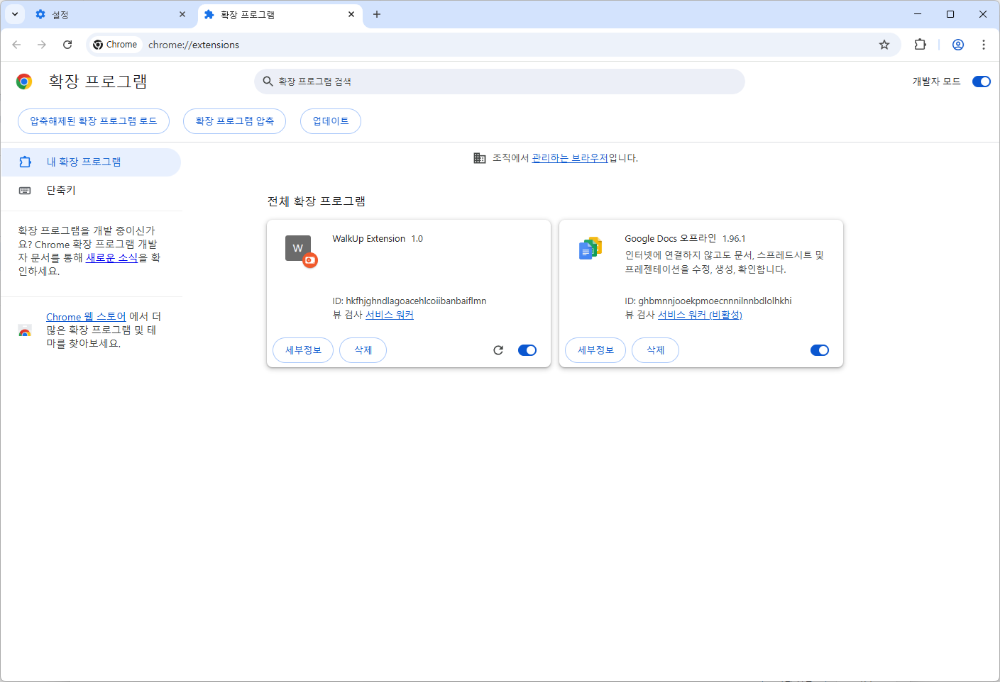 설정
확장 프로그램
Chrome
chrome://extensions
확장 프로그램
확장 프로그램 검색
개발자 모드
압축해제된 확장 프로그램 로드
확장 프로그램 압축
업데이트
내 확장 프로그램
단축키
확장 프로그램을 개발 중이신가
요? Chrome 확장 프로그램 개발
자 문서를 통해 새로운 소식을 확
인하세요.
Chrome 웹 스토어 에서 더
많은 확장 프로그램 및 테
마를 찾아보세요.
조직에서 관리하는 브라우저입니다.
전체 확장 프로그램
W
WalkUp Extension 1.0
ID: hkfhjghndlagoacehlcoiibanbaiflmn
뷰 검사 서비스 워커
세부정보
삭제
Google Docs 오프라인 1.96.1
인터넷에 연결하지 않고도 문서, 스프레드시트 및
프레젠테이션을 수정, 생성, 확인합니다.
ID: ghbmnnjooekpmoecnnnilnnbdlolhkhi
뷰 검사 서비스 워커 (비활성)
세부정보
삭제